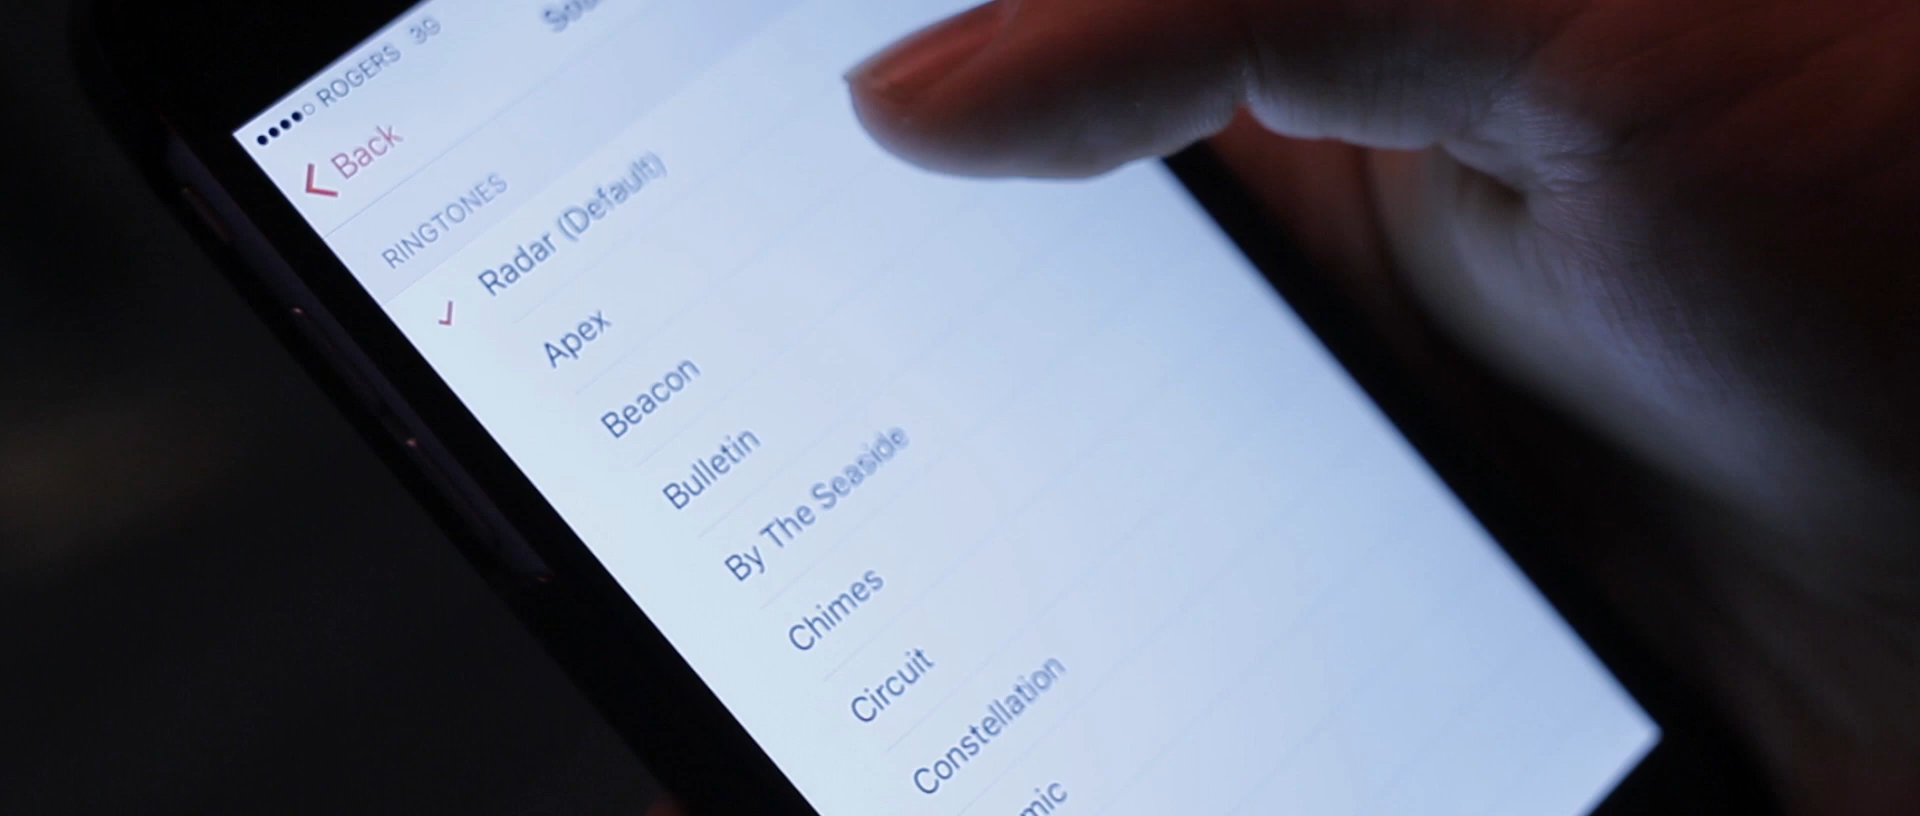 ROGERS 3G
Back
RINGTONES
Radar (Default)
Apex
Beacon
Bulletin
By The Seaside
Chimes
Circuit
Constellation